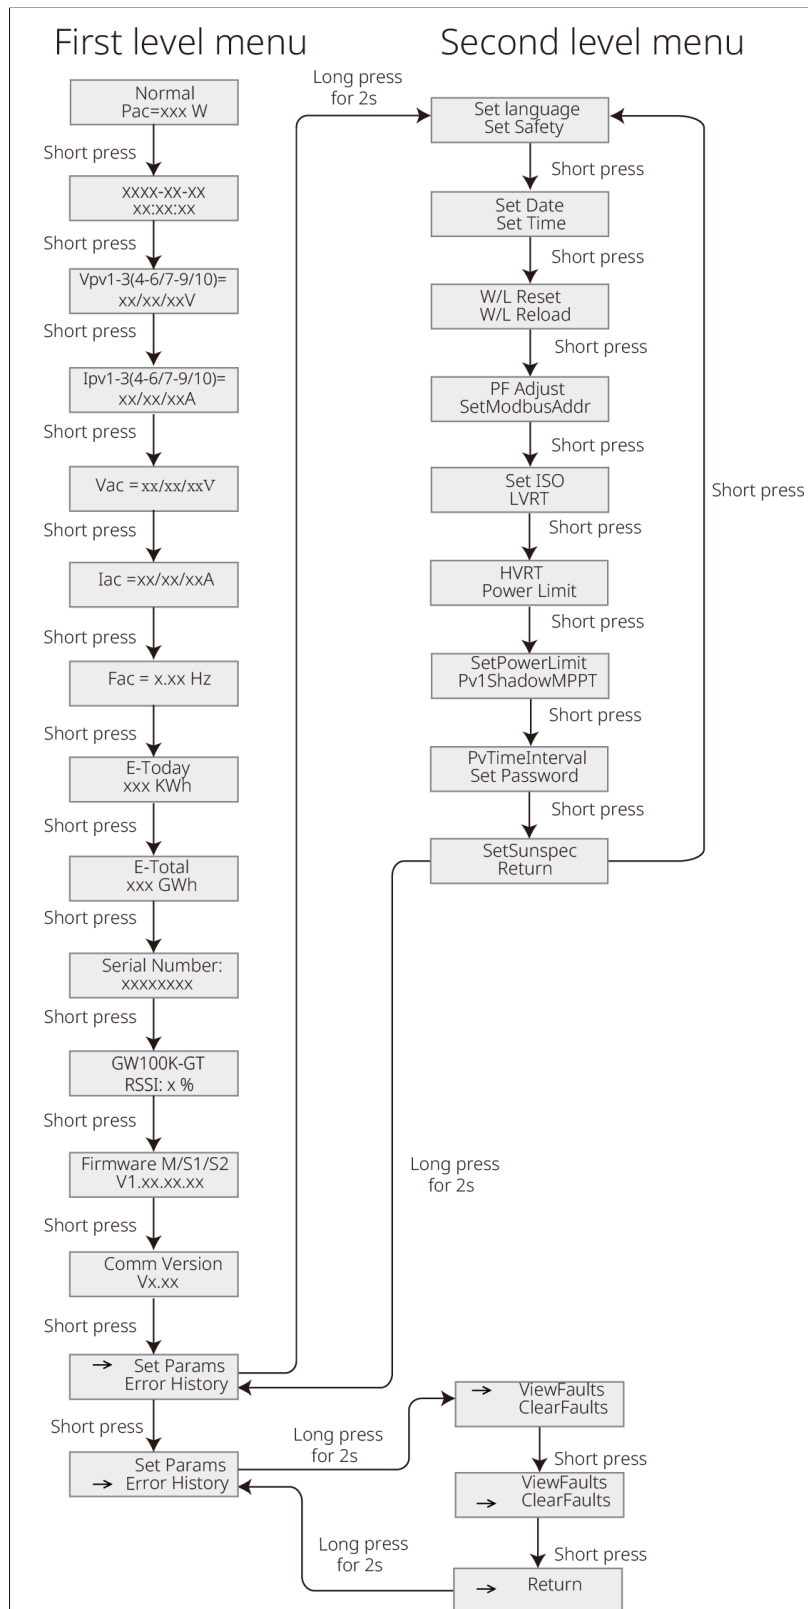 First level menu
Normal
Pac=xxx W
Short press
xxxx-xx-xx
xx:xx:xx
Short press
Vpv1-3(4-6/7-9/10)=
xx/xx/xxV
Short press
Ipv1-3(4-6/7-9/10)=
xx/xx/xxA
Short press
Vac =xx/xx/xxV
Short press
Iac =xx/xx/xxA
Short press
Fac = x.xx Hz
Short press
E-Today
xxx KWh
Short press
E-Total
xxx GWh
Short press
Serial Number:
xxxxxxxx
Short press
GW100K-GT
RSSI: x %
Short press
Firmware M/S1/S2
V1.xx.xx.xx
Short press
Comm Version
Vx.xx
Short press
→ Set Params
Error History
Short press
Set Params
→ Error History
Second level menu
Long press
for 2s
Set language
Set Safety
Short press
Set Date
Set Time
Short press
W/L Reset
W/L Reload
Short press
PF Adjust
SetModbusAddr
Short press
Set ISO
LVRT
Short press
HVRT
Power Limit
Short press
SetPowerLimit
Pv1ShadowMPPT
Short press
PvTimeInterval
Set Password
Short press
SetSunspec
Return
Short press
Long press
for 2s
Long press
for 2s
→ ViewFaults
ClearFaults
Short press
ViewFaults
→ ClearFaults
Short press
→ Return
Long press
for 2s